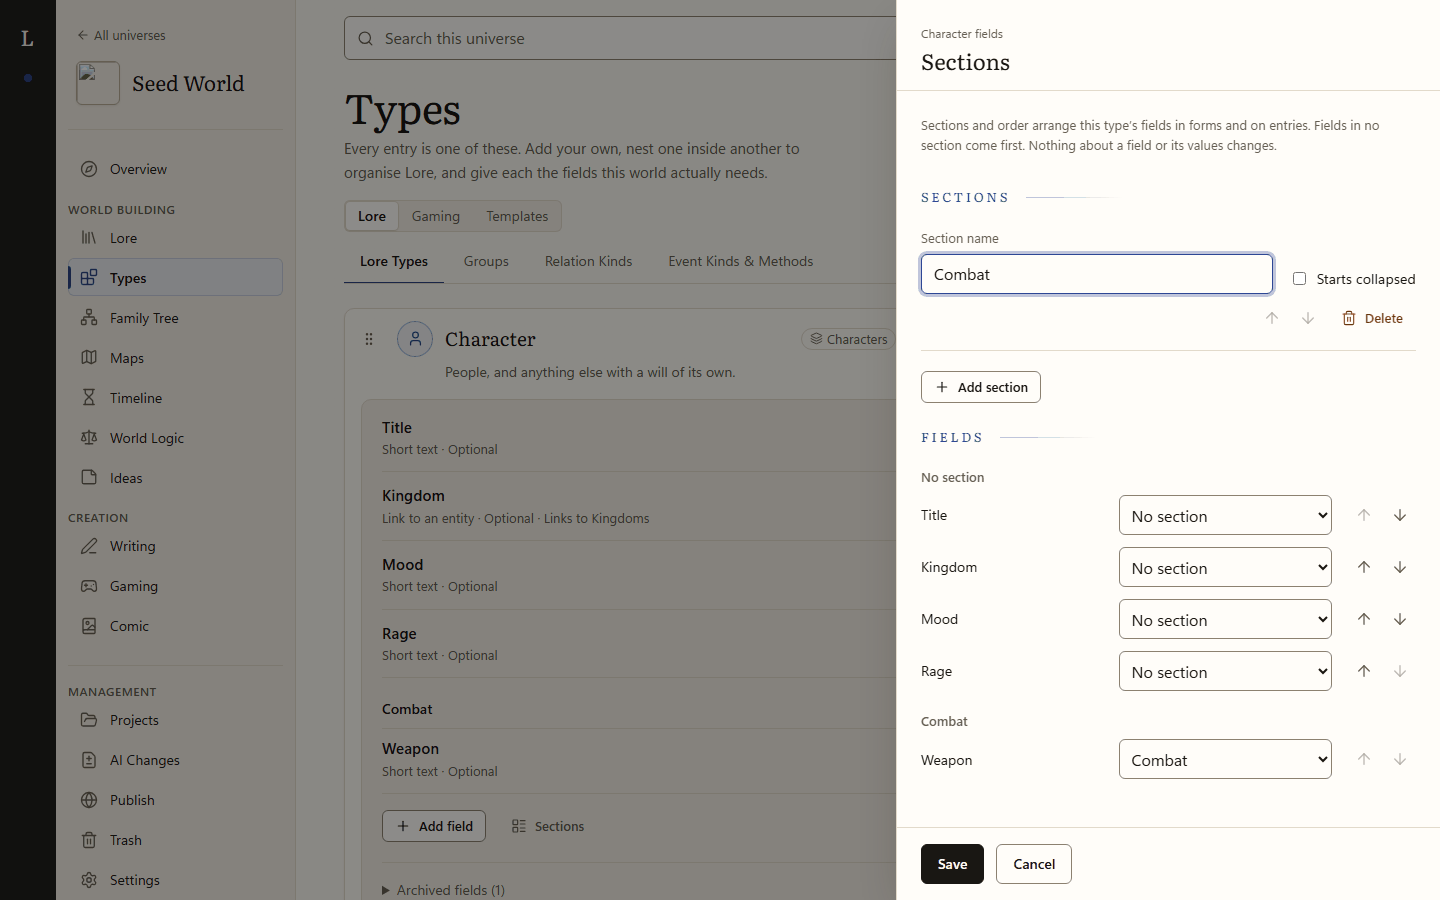 L
All universes
Seed World
Overview
WORLD BUILDING
Lore
Types
Family Tree
Maps
Timeline
World Logic
Ideas
CREATION
Writing
Gaming
Comic
MANAGEMENT
Projects
AI Changes
Publish
Trash
Settings
Search this universe
Types
Every entry is one of these. Add your own, nest one inside another to
organise Lore, and give each the fields this world actually needs.
Lore Gaming Templates
Lore Types Groups Relation Kinds Event Kinds & Methods
Character Characters
People, and anything else with a will of its own.
Title
Short text · Optional
Kingdom
Link to an entity · Optional · Links to Kingdoms
Mood
Short text · Optional
Rage
Short text · Optional
Combat
Weapon
Short text · Optional
Add field Sections
Archived fields (1)
Character fields
Sections
Sections and order arrange this type's fields in forms and on entries. Fields in no
section come first. Nothing about a field or its values changes.
SECTIONS
Section name
Combat Starts collapsed
Delete
Add section
FIELDS
No section
Title No section
Kingdom No section
Mood No section
Rage No section
Combat
Weapon Combat
Save Cancel